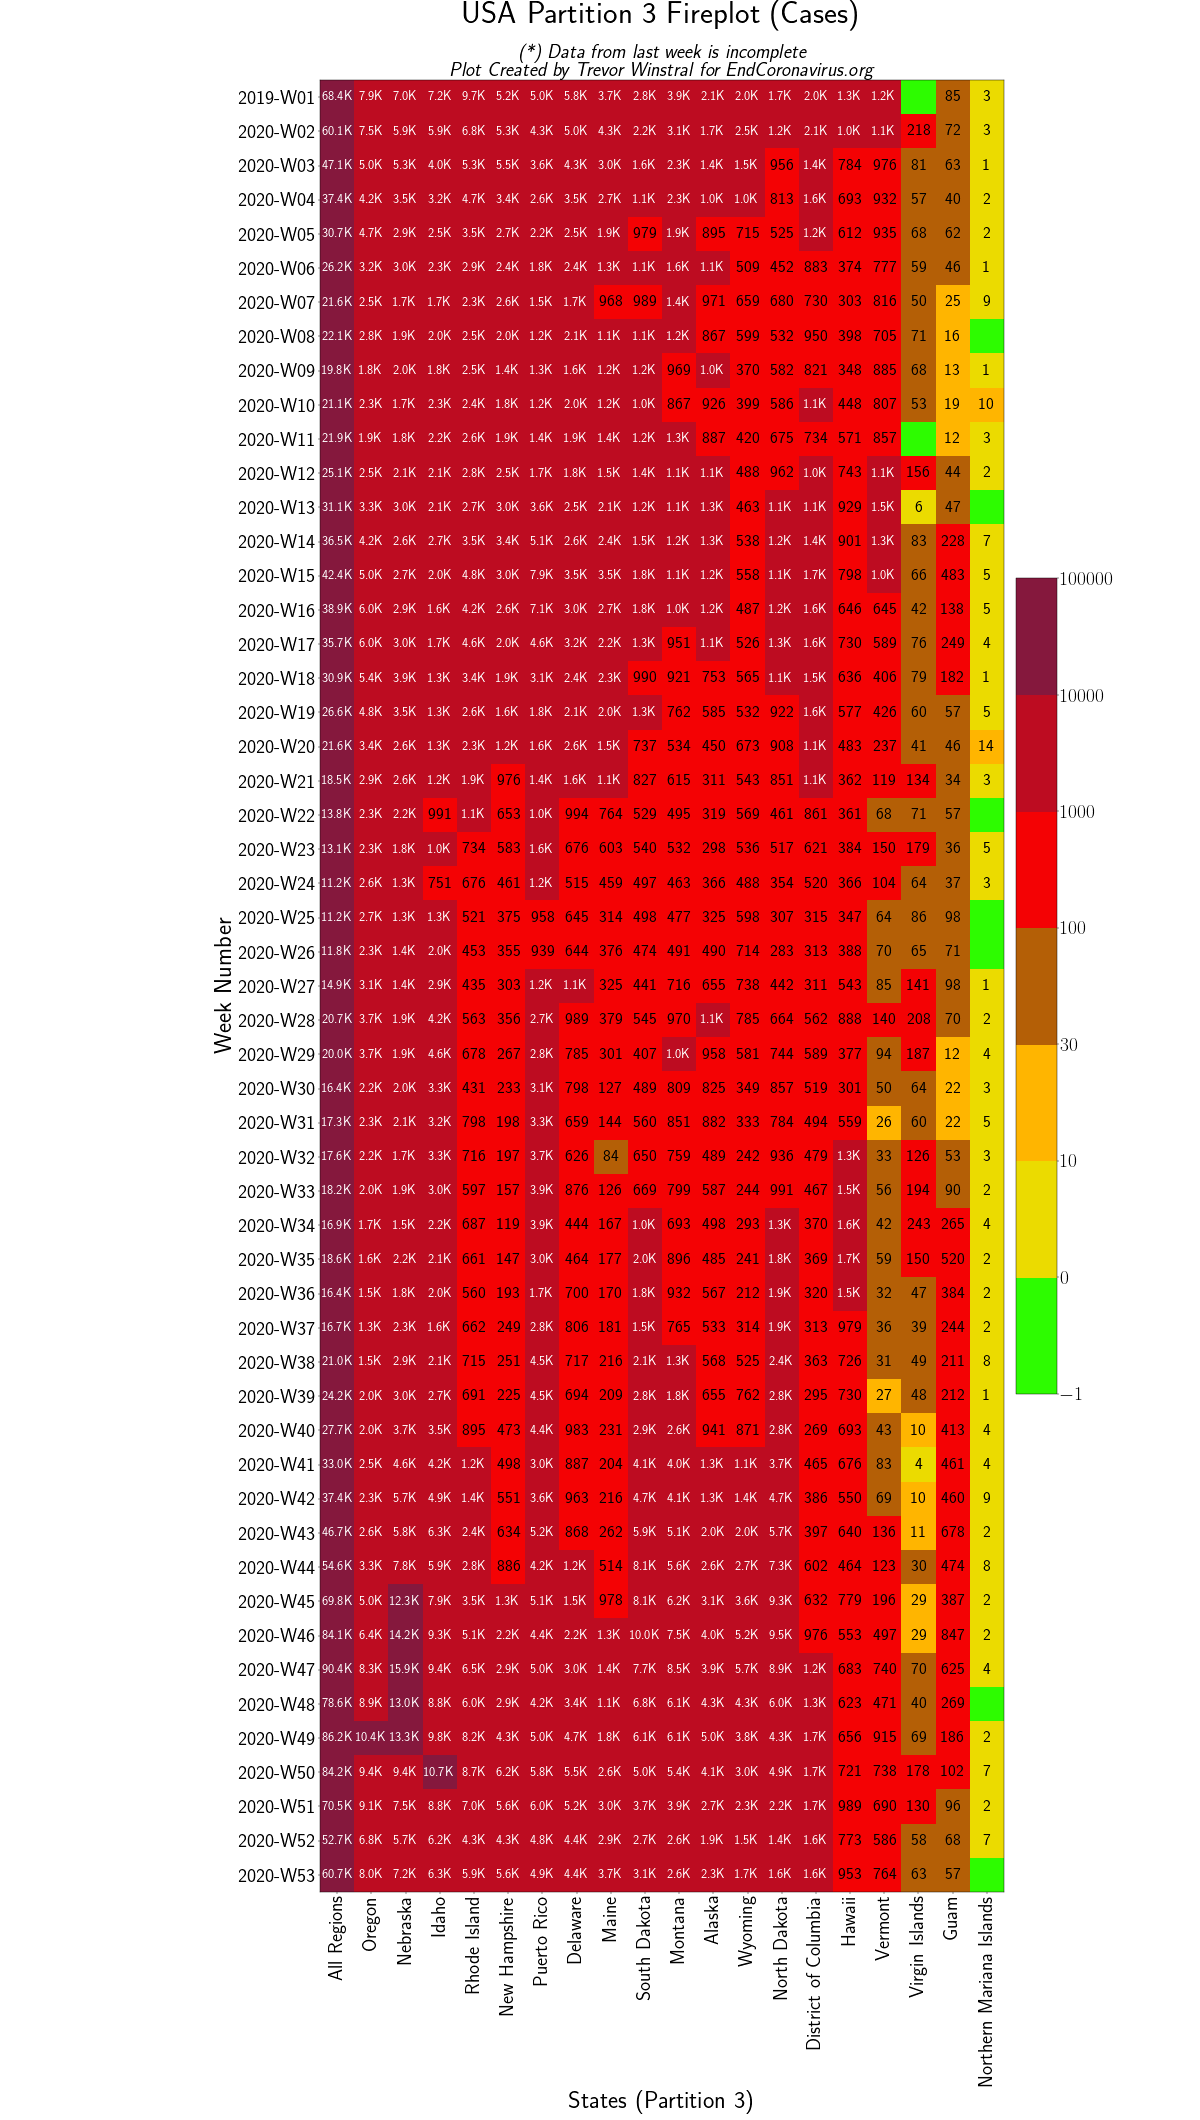 USA Partition 3 Fireplot (Cases)
(*) Data from last week is incomplete
Plot Created by Trevor Winstral for EndCoronavirus.org
2019-W01 68.4K 7.9K 7.0K 7.2K 9.7K 5.2K 5.0K 5.8K 3.7K 2.8K 3.9K 2.1K 2.0K 1.7K 2.0K 1.3K 1.2K 85 3
2020-W02 60.1K 7.5K 5.9K 5.9K 6.8K 5.3K 4.3K 5.0K 4.3K 2.2K 3.1K 1.7K 2.5K 1.2K 2.1K 1.0K 1.1K 218 72 3
2020-W03 47.1K 5.0K 5.3K 4.0K 5.3K 5.5K 3.6K 4.3K 3.0K 1.6K 2.3K 1.4K 1.5K 956 1.4K 784 976 81 63 1
2020-W04 37.4K 4.2K 3.5K 3.2K 4.7K 3.4K 2.6K 3.5K 2.7K 1.1K 2.3K 1.0K 1.0K 813 1.6K 693 932 57 40 2
2020-W05 30.7K 4.7K 2.9K 2.5K 3.5K 2.7K 2.2K 2.5K 1.9K 979 1.9K 895 715 525 1.2K 612 935 68 62 2
2020-W06 26.2K 3.2K 3.0K 2.3K 2.9K 2.4K 1.8K 2.4K 1.3K 1.1K 1.6K 1.1K 509 452 883 374 777 59 46 1
2020-W07 21.6K 2.5K 1.7K 1.7K 2.3K 2.6K 1.5K 1.7K 968 989 1.4K 971 659 680 730 303 816 50 25 9
2020-W08 22.1K 2.8K 1.9K 2.0K 2.5K 2.0K 1.2K 2.1K 1.1K 1.1K 1.2K 867 599 532 950 398 705 71 16
2020-W09 19.8K 1.8K 2.0K 1.8K 2.5K 1.4K 1.3K 1.6K 1.2K 1.2K 969 1.0K 370 582 821 348 885 68 13 1
2020-W10 21.1K 2.3K 1.7K 2.3K 2.4K 1.8K 1.2K 2.0K 1.2K 1.0K 867 926 399 586 1.1K 448 807 53 19 10
2020-W11 21.9K 1.9K 1.8K 2.2K 2.6K 1.9K 1.4K 1.9K 1.4K 1.2K 1.3K 887 420 675 734 571 857 12 3
2020-W12 25.1K 2.5K 2.1K 2.1K 2.8K 2.5K 1.7K 1.8K 1.5K 1.4K 1.1K 1.1K 488 962 1.0K 743 1.1K 156 44 2
2020-W13 31.1K 3.3K 3.0K 2.1K 2.7K 3.0K 3.6K 2.5K 2.1K 1.2K 1.1K 1.3K 463 1.1K 1.1K 929 1.5K 6 47
2020-W14 36.5K 4.2K 2.6K 2.7K 3.5K 3.4K 5.1K 2.6K 2.4K 1.5K 1.2K 1.3K 538 1.2K 1.4K 901 1.3K 83 228 7
2020-W15 42.4K 5.0K 2.7K 2.0K 4.8K 3.0K 7.9K 3.5K 3.5K 1.8K 1.1K 1.2K 558 1.1K 1.7K 798 1.0K 66 483 5
2020-W16 38.9K 6.0K 2.9K 1.6K 4.2K 2.6K 7.1K 3.0K 2.7K 1.8K 1.0K 1.2K 487 1.2K 1.6K 646 645 42 138 5
2020-W17 35.7K 6.0K 3.0K 1.7K 4.6K 2.0K 4.6K 3.2K 2.2K 1.3K 951 1.1K 526 1.3K 1.6K 730 589 76 249 4
2020-W18 30.9K 5.4K 3.9K 1.3K 3.4K 1.9K 3.1K 2.4K 2.3K 990 921 753 565 1.1K 1.5K 636 406 79 182 1
2020-W19 26.6K 4.8K 3.5K 1.3K 2.6K 1.6K 1.8K 2.1K 2.0K 1.3K 762 585 532 922 1.6K 577 426 60 57 5
2020-W20 21.6K 3.4K 2.6K 1.3K 2.3K 1.2K 1.6K 2.6K 1.5K 737 534 450 673 908 1.1K 483 237 41 46 14
2020-W21 18.5K 2.9K 2.6K 1.2K 1.9K 976 1.4K 1.6K 1.1K 827 615 311 543 851 1.1K 362 119 134 34 3
2020-W22 13.8K 2.3K 2.2K 991 1.1K 653 1.0K 994 764 529 495 319 569 461 861 361 68 71 57
2020-W23 13.1K 2.3K 1.8K 1.0K 734 583 1.6K 676 603 540 532 298 536 517 621 384 150 179 36 5
2020-W24 11.2K 2.6K 1.3K 751 676 461 1.2K 515 459 497 463 366 488 354 520 366 104 64 37 3
2020-W25 11.2K 2.7K 1.3K 1.3K 521 375 958 645 314 498 477 325 598 307 315 347 64 86 98
2020-W26 11.8K 2.3K 1.4K 2.0K 453 355 939 644 376 474 491 490 714 283 313 388 70 65 71
2020-W27 14.9K 3.1K 1.4K 2.9K 435 303 1.2K 1.1K 325 441 716 655 738 442 311 543 85 141 98 1
2020-W28 20.7K 3.7K 1.9K 4.2K 563 356 2.7K 989 379 545 970 1.1K 785 664 562 888 140 208 70 2
2020-W29 20.0K 3.7K 1.9K 4.6K 678 267 2.8K 785 301 407 1.0K 958 581 744 589 377 94 187 12 4
2020-W30 16.4K 2.2K 2.0K 3.3K 431 233 3.1K 798 127 489 809 825 349 857 519 301 50 64 22 3
2020-W31 17.3K 2.3K 2.1K 3.2K 798 198 3.3K 659 144 560 851 882 333 784 494 559 26 60 22 5
2020-W32 17.6K 2.2K 1.7K 3.3K 716 197 3.7K 626 84 650 759 489 242 936 479 1.3K 33 126 53 3
2020-W33 18.2K 2.0K 1.9K 3.0K 597 157 3.9K 876 126 669 799 587 244 991 467 1.5K 56 194 90 2
2020-W34 16.9K 1.7K 1.5K 2.2K 687 119 3.9K 444 167 1.0K 693 498 293 1.3K 370 1.6K 42 243 265 4
2020-W35 18.6K 1.6K 2.2K 2.1K 661 147 3.0K 464 177 2.0K 896 485 241 1.8K 369 1.7K 59 150 520 2
2020-W36 16.4K 1.5K 1.8K 2.0K 560 193 1.7K 700 170 1.8K 932 567 212 1.9K 320 1.5K 32 47 384 2
2020-W37 16.7K 1.3K 2.3K 1.6K 662 249 2.8K 806 181 1.5K 765 533 314 1.9K 313 979 36 39 244 2
2020-W38 21.0K 1.5K 2.9K 2.1K 715 251 4.5K 717 216 2.1K 1.3K 568 525 2.4K 363 726 31 49 211 8
2020-W39 24.2K 2.0K 3.0K 2.7K 691 225 4.5K 694 209 2.8K 1.8K 655 762 2.8K 295 730 27 48 212 1
2020-W40 27.7K 2.0K 3.7K 3.5K 895 473 4.4K 983 231 2.9K 2.6K 941 871 2.8K 269 693 43 10 413 4
2020-W41 33.0K 2.5K 4.6K 4.2K 1.2K 498 3.0K 887 204 4.1K 4.0K 1.3K 1.1K 3.7K 465 676 83 4 461 4
2020-W42 37.4K 2.3K 5.7K 4.9K 1.4K 551 3.6K 963 216 4.7K 4.1K 1.3K 1.4K 4.7K 386 550 69 10 460 9
2020-W43 46.7K 2.6K 5.8K 6.3K 2.4K 634 5.2K 868 262 5.9K 5.1K 2.0K 2.0K 5.7K 397 640 136 11 678 2
2020-W44 54.6K 3.3K 7.8K 5.9K 2.8K 886 4.2K 1.2K 514 8.1K 5.6K 2.6K 2.7K 7.3K 602 464 123 30 474 8
2020-W45 69.8K 5.0K 12.3K 7.9K 3.5K 1.3K 5.1K 1.5K 978 8.1K 6.2K 3.1K 3.6K 9.3K 632 779 196 29 387 2
2020-W46 84.1K 6.4K 14.2K 9.3K 5.1K 2.2K 4.4K 2.2K 1.3K 10.0K 7.5K 4.0K 5.2K 9.5K 976 553 497 29 847 2
2020-W47 90.4K 8.3K 15.9K 9.4K 6.5K 2.9K 5.0K 3.0K 1.4K 7.7K 8.5K 3.9K 5.7K 8.9K 1.2K 683 740 70 625 4
2020-W48 78.6K 8.9K 13.0K 8.8K 6.0K 2.9K 4.2K 3.4K 1.1K 6.8K 6.1K 4.3K 4.3K 6.0K 1.3K 623 471 40 269
2020-W49 86.2K 10.4K 13.3K 9.8K 8.2K 4.3K 5.0K 4.7K 1.8K 6.1K 6.1K 5.0K 3.8K 4.3K 1.7K 656 915 69 186 2
2020-W50 84.2K 9.4K 9.4K 10.7K 8.7K 6.2K 5.8K 5.5K 2.6K 5.0K 5.4K 4.1K 3.0K 4.9K 1.7K 721 738 178 102 7
2020-W51 70.5K 9.1K 7.5K 8.8K 7.0K 5.6K 6.0K 5.2K 3.0K 3.7K 3.9K 2.7K 2.3K 2.2K 1.7K 989 690 130 96 2
2020-W52 52.7K 6.8K 5.7K 6.2K 4.3K 4.3K 4.8K 4.4K 2.9K 2.7K 2.6K 1.9K 1.5K 1.4K 1.6K 773 586 58 68 7
2020-W53 60.7K 8.0K 7.2K 6.3K 5.9K 5.6K 4.9K 4.4K 3.7K 3.1K 2.6K 2.3K 1.7K 1.6K 1.6K 953 764 63 57
Week Number
All Regions
Oregon
Nebraska
Idaho
Rhode Island
New Hampshire
Puerto Rico
Delaware
Maine
South Dakota
Montana
Alaska
Wyoming
North Dakota
District of Columbia
Hawaii
Vermont
Virgin Islands
Guam
Northern Mariana Islands
States (Partition 3)
100000
10000
1000
100
30
10
0
−1